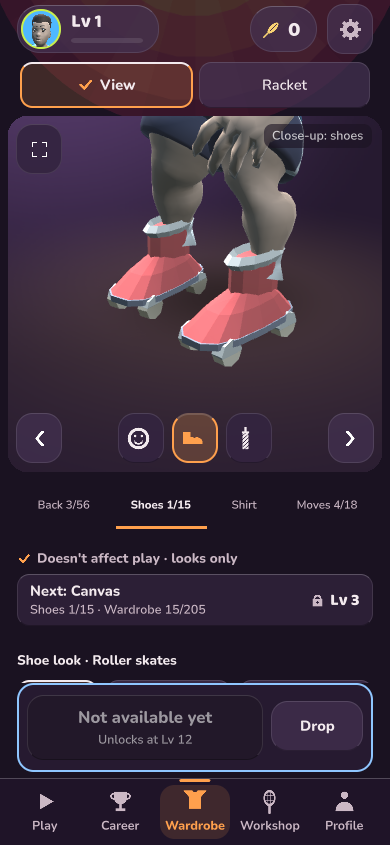 Lv 1
0
View
Racket
Close-up: shoes
Back 3/56
Shoes 1/15
Shirt
Moves 4/18
Doesn't affect play · looks only
Next: Canvas
Shoes 1/15 · Wardrobe 15/205
Lv 3
Shoe look · Roller skates
Not available yet
Unlocks at Lv 12
Drop
Play
Career
Wardrobe
Workshop
Profile